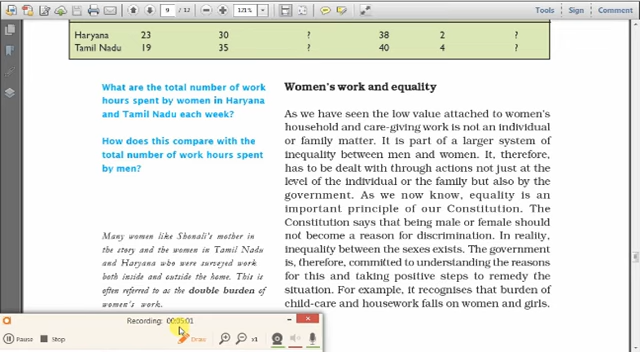 9 / 12
121%
Tools
Sign
Comment
Haryana 23 30 ? 38 2 ?
Tamil Nadu 19 35 ? 40 4 ?
What are the total number of work
hours spent by women in Haryana
and Tamil Nadu each week?
How does this compare with the
total number of work hours spent
by men?
Many women like Shonali's mother in
the story and the women in Tamil Nadu
and Haryana who were surveyed work
both inside and outside the home. This is
often referred to as the double burden of
women's work.
Women's work and equality
As we have seen the low value attached to women's
household and care-giving work is not an individual
or family matter. It is part of a larger system of
inequality between men and women. It, therefore,
has to be dealt with through actions not just at
the level of the individual or the family but also by
the government. As we now know, equality is an
important principle of our Constitution. The
Constitution says that being male or female should
not become a reason for discrimination. In reality,
inequality between the sexes exists. The government
is, therefore, committed to understanding the reasons
for this and taking positive steps to remedy the
situation. For example, it recognises that burden of
child-care and housework falls on women and girls.
Recording: 00:05:01
Pause
Stop
Draw
x1